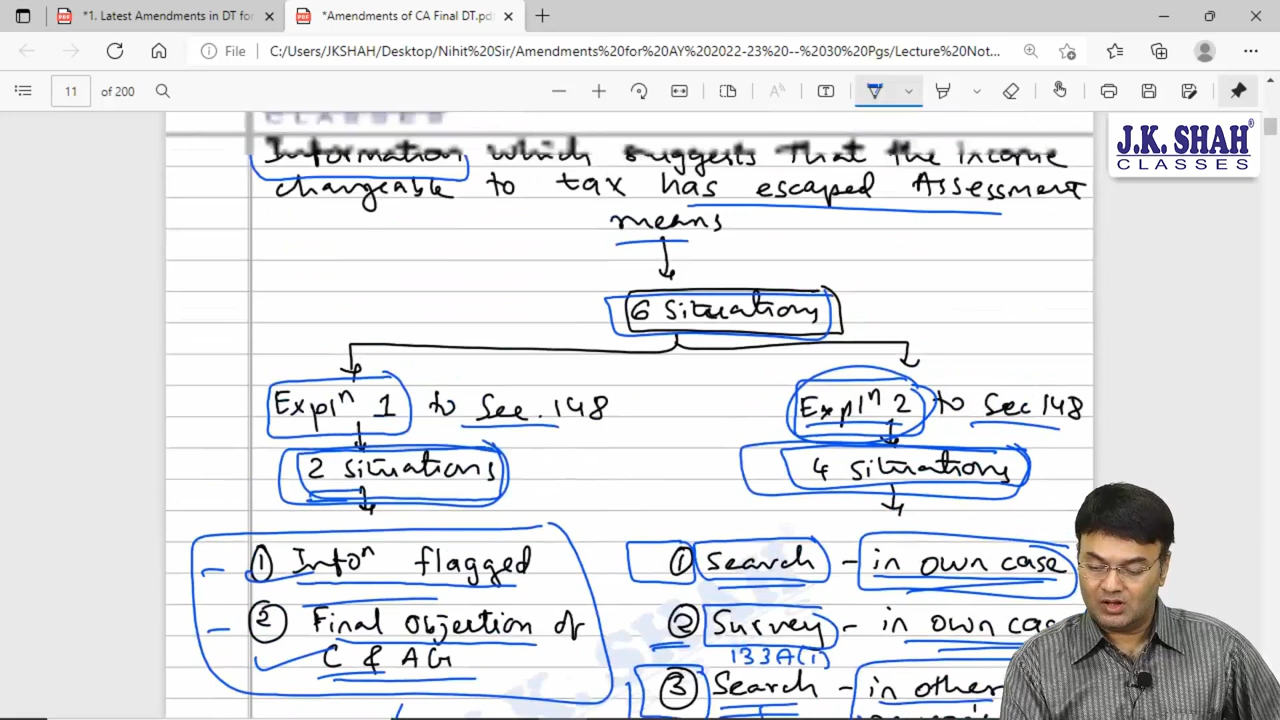 *1. Latest Amendments in DT for
*Amendments of CA Final DT.pdf
File
C:/Users/JKSHAH/Desktop/Nihit%20Sir/Amendments%20for%20AY%202022-23%20--%2030%20Pgs/Lecture%20Not...
11 of 200
J.K. SHAH®
CLASSES
CLASSES
Information which suggests that the income
chargeable to tax has escaped Assessment
means
6 Situations
Explⁿ 1 to Sec. 148
Explⁿ 2 to Sec 148
2 situations
4 situations
① Infoⁿ flagged
② Final objection of
C & AG
① Search - in own case
② Survey - in own cas
133A(1)
③ Search - in other